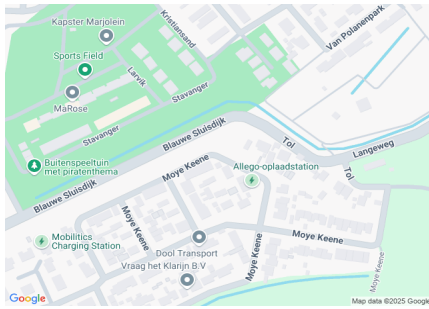 Kapster Marjolein
Kristiansand
Van Polanenpark
Sports Field
Larvik
MaRose
Stavanger
Stavanger
Blauwe Sluisdijk
Tol
Langeweg
Moye Keene
Allego-oplaadstation
Tol
Buitenspeeltuin
met piratenthema
Blauwe Sluisdijk
Mobilitics
Charging Station
Moye Keene
Moye Keene
Dool Transport
Vraag het Klarijn B.V
Moye Keene
Moye Keene
Google
Map data ©2025 Google